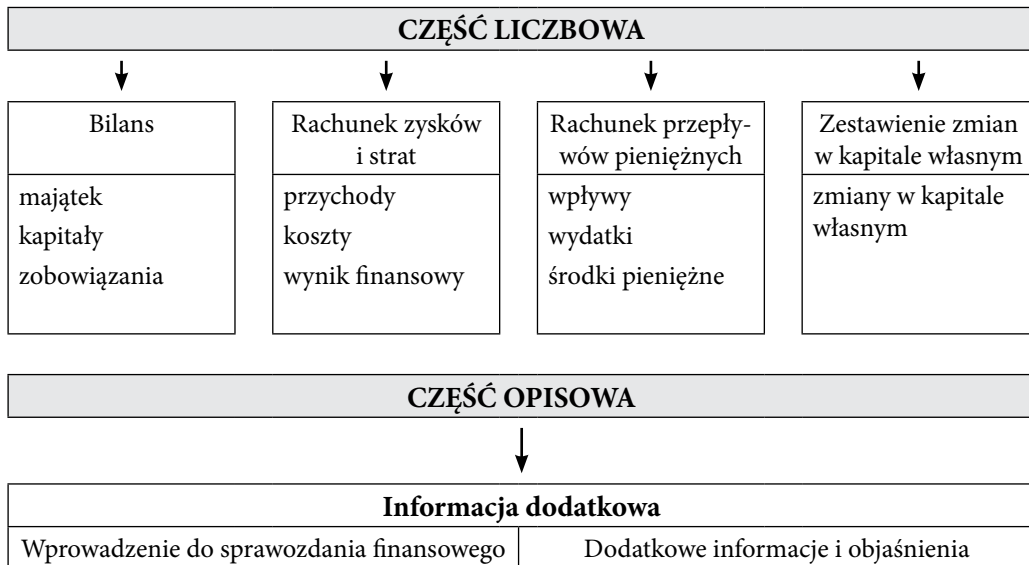 CZĘŚĆ LICZBOWA
Bilans
majątek
kapitały
zobowiązania
Rachunek zysków
i strat
przychody
koszty
wynik finansowy
Rachunek przepły-
wów pieniężnych
wpływy
wydatki
środki pieniężne
Zestawienie zmian
w kapitale własnym
zmiany w kapitale
własnym
CZĘŚĆ OPISOWA
Informacja dodatkowa
Wprowadzenie do sprawozdania finansowego
Dodatkowe informacje i objaśnienia